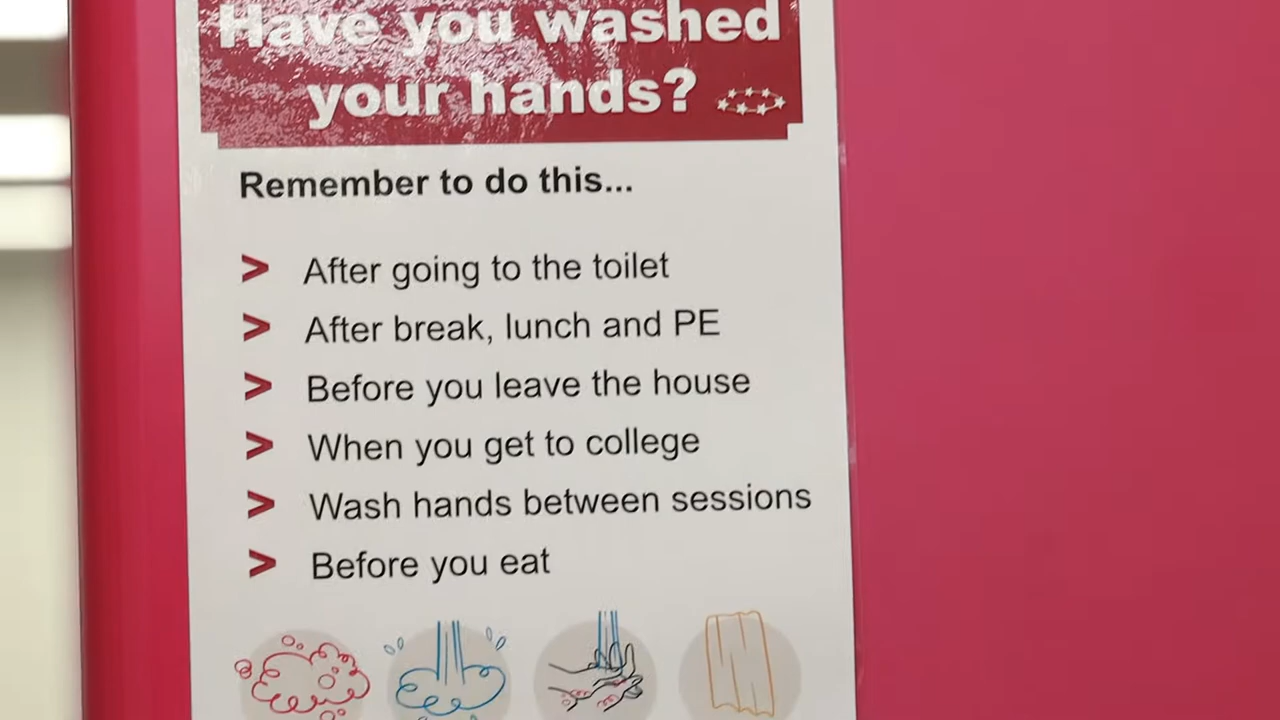 Have you washed
your hands?
Remember to do this...
> After going to the toilet
> After break, lunch and PE
> Before you leave the house
> When you get to college
> Wash hands between sessions
> Before you eat